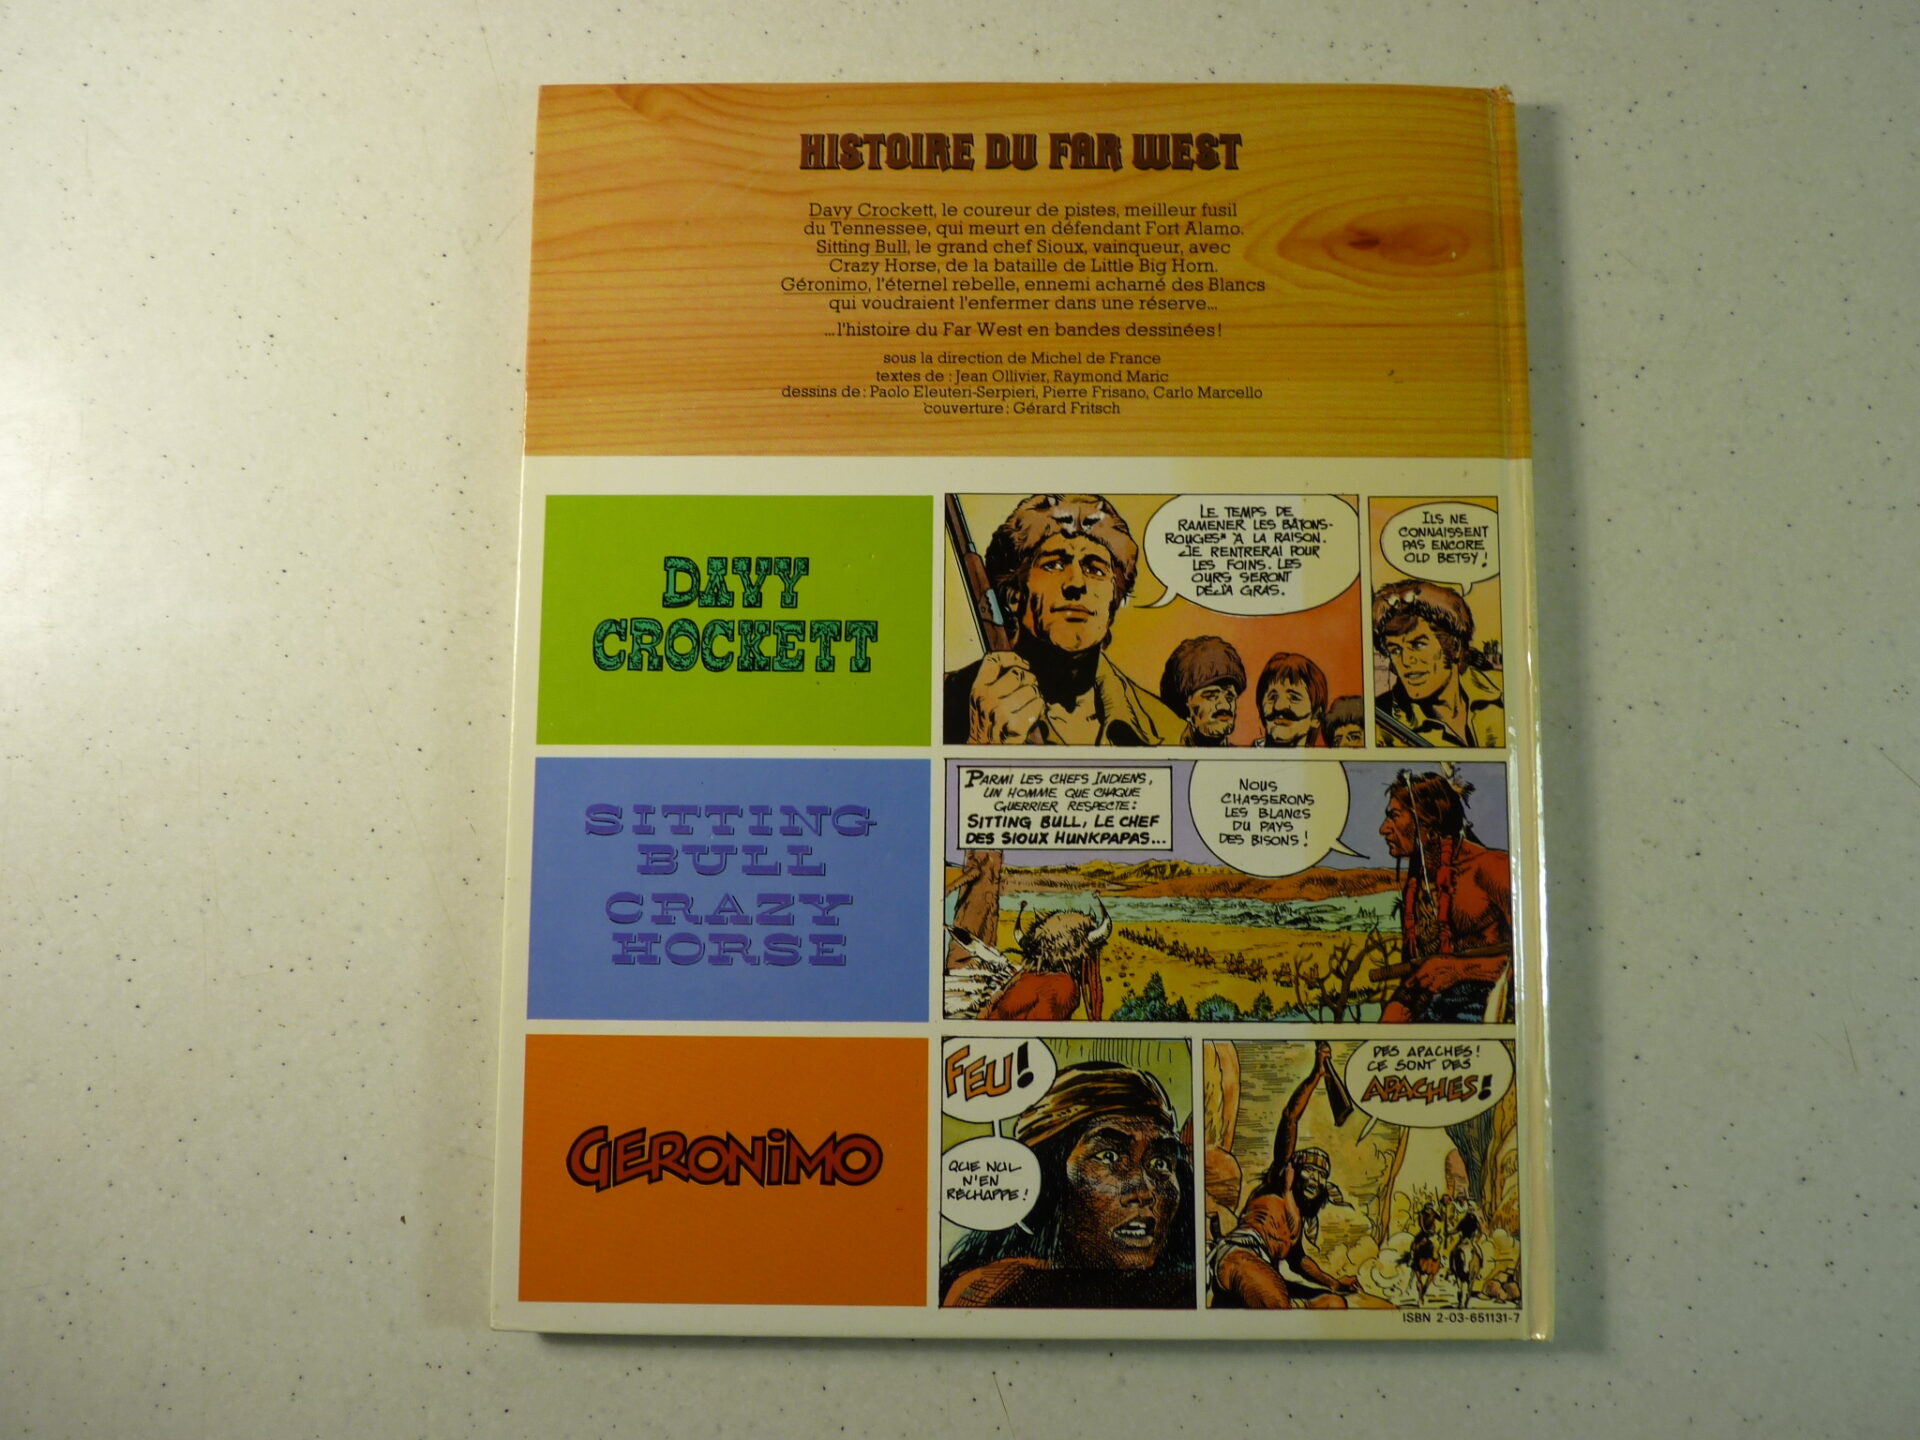 HISTOIRE DU FAR WEST
Davy Crockett, le coureur de pistes, meilleur fusil
du Tennessee, qui meurt en défendant Fort Alamo.
Sitting Bull, le grand chef Sioux, vainqueur, avec
Crazy Horse, de la bataille de Little Big Horn.
Géronimo, l'éternel rebelle, ennemi acharné des Blancs
qui voudraient l'enfermer dans une réserve...
...l'histoire du Far West en bandes dessinées!
sous la direction de Michel de France
textes de : Jean Ollivier, Raymond Maric
dessins de : Paolo Eleuteri-Serpieri, Pierre Frisano, Carlo Marcello
couverture : Gérard Fritsch
DAVY
CROCKETT
LE TEMPS DE
RAMENER LES BÂTONS-
ROUGES* À LA RAISON.
JE RENTRERAI POUR
LES FOINS. LES
OURS SERONT
DÉJÀ GRAS.
ILS NE
CONNAISSENT
PAS ENCORE
OLD BETSY !
SITTING
BULL
CRAZY
HORSE
PARMI LES CHEFS INDIENS,
UN HOMME QUE CHAQUE
GUERRIER RESPECTE :
SITTING BULL, LE CHEF
DES SIOUX HUNKPAPAS...
NOUS
CHASSERONS
LES BLANCS
DU PAYS
DES BISONS !
GERONIMO
FEU !
QUE NUL
N'EN
RÉCHAPPE !
DES APACHES !
CE SONT DES
APACHES !
ISBN 2-03-651131-7